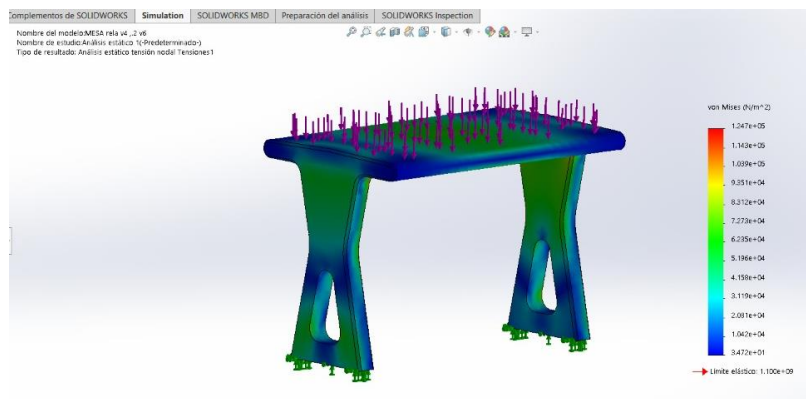 Complementos de SOLIDWORKS Simulation SOLIDWORKS MBD Preparación del análisis SOLIDWORKS Inspection
Nombre del modelo:MESA rela v4 ,.2 v6
Nombre de estudio:Análisis estático 1(-Predeterminado-)
Tipo de resultado: Análisis estático tensión nodal Tensiones1
von Mises (N/m^2)
1.247e+05
1.143e+05
1.039e+05
9.351e+04
8.312e+04
7.273e+04
6.235e+04
5.196e+04
4.158e+04
3.119e+04
2.081e+04
1.042e+04
3.472e+01
Límite elástico: 1.100e+09